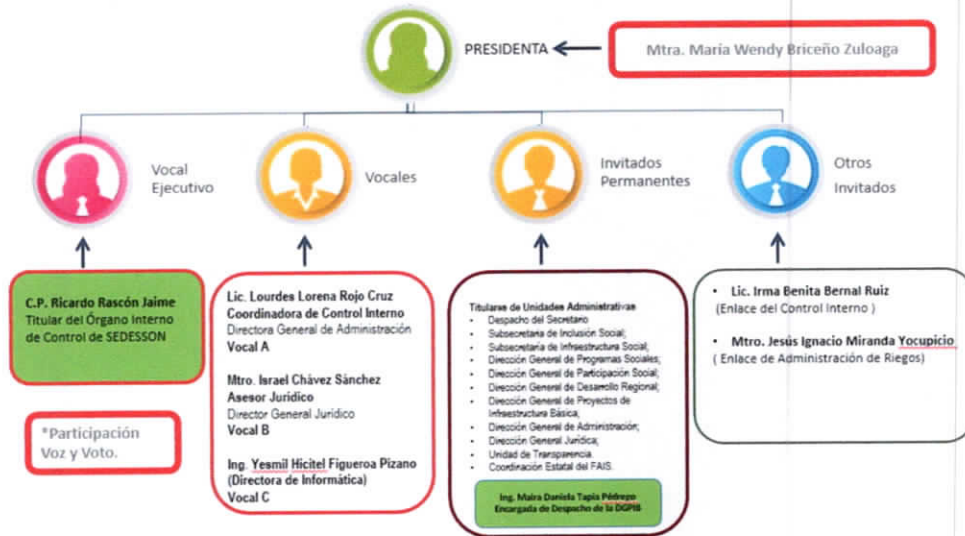 PRESIDENTA
Mtra. María Wendy Briceño Zuloaga
Vocal
Ejecutivo
Vocales
Invitados
Permanentes
Otros
Invitados
C.P. Ricardo Rascón Jaime
Titular del Órgano Interno
de Control de SEDESSON
*Participación
Voz y Voto.
Lic. Lourdes Lorena Rojo Cruz
Coordinadora de Control Interno
Directora General de Administración
Vocal A
Mtro. Israel Chávez Sánchez
Asesor Jurídico
Director General Jurídico
Vocal B
Ing. Yesmil Hicitel Figueroa Pizano
(Directora de Informática)
Vocal C
Titulares de Unidades Administrativas
• Despacho del Secretario
• Subsecretaria de Inclusión Social;
• Subsecretaria de Infraestructura Social;
• Dirección General de Programas Sociales;
• Dirección General de Participación Social;
• Dirección General de Desarrollo Regional;
• Dirección General de Proyectos de
Infraestructura Básica;
• Dirección General de Administración;
• Dirección General Jurídica;
• Unidad de Transparencia.
• Coordinación Estatal del FAIS.
Ing. Maira Daniela Tapia Pédrego
Encargada de Despacho de la DGPIB
• Lic. Irma Benita Bernal Ruiz
(Enlace del Control Interno )
• Mtro. Jesús Ignacio Miranda Yocupicio
( Enlace de Administración de Riegos)